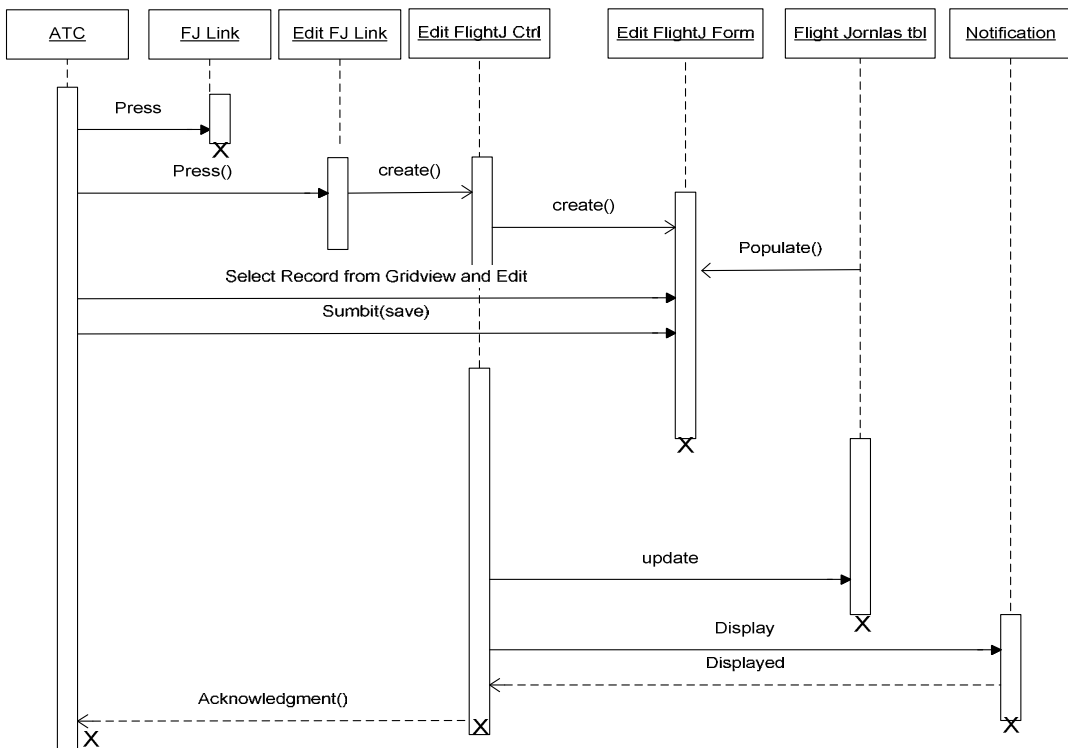 ATC
FJ Link
Edit FJ Link
Edit FlightJ Ctrl
Edit FlightJ Form
Flight Jornlas tbl
Notification
Press
X
Press()
create()
create()
Populate()
Select Record from Gridview and Edit
Sumbit(save)
X
update
X
Display
Displayed
Acknowledgment()
X
X
X